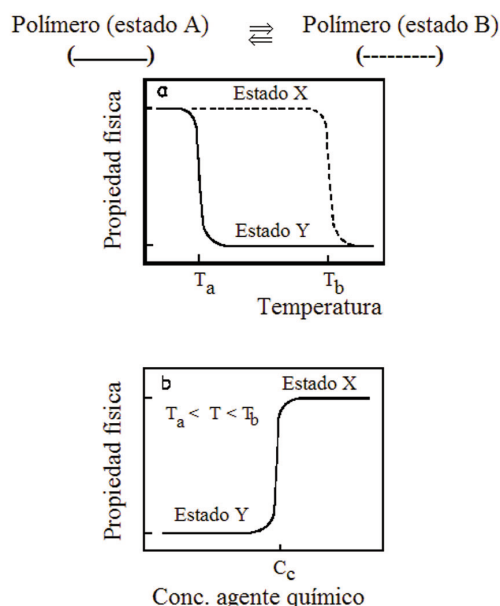 Polímero (estado A) ⇌ Polímero (estado B)
(———) (--------)
a
Estado X
Propiedad física
Estado Y
Ta Tb
Temperatura
b
Estado X
Ta < T < Tb
Propiedad física
Estado Y
Cc
Conc. agente químico